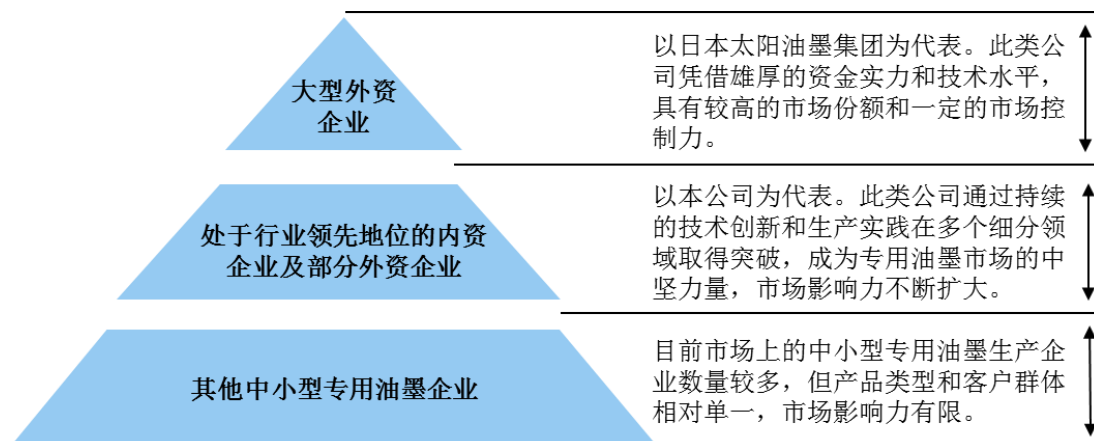 大型外资
企业
以日本太阳油墨集团为代表。此类公
司凭借雄厚的资金实力和技术水平，
具有较高的市场份额和一定的市场控
制力。
处于行业领先地位的内资
企业及部分外资企业
以本公司为代表。此类公司通过持续
的技术创新和生产实践在多个细分领
域取得突破，成为专用油墨市场的中
坚力量，市场影响力不断扩大。
其他中小型专用油墨企业
目前市场上的中小型专用油墨生产企
业数量较多，但产品类型和客户群体
相对单一，市场影响力有限。